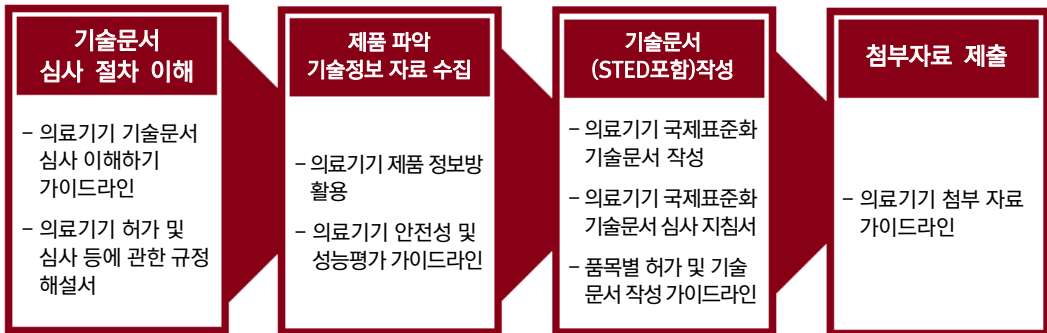 기술문서
심사 절차 이해
- 의료기기 기술문서
심사 이해하기
가이드라인
- 의료기기 허가 및
심사 등에 관한 규정
해설서
제품 파악
기술정보 자료 수집
- 의료기기 제품 정보방
활용
- 의료기기 안전성 및
성능평가 가이드라인
기술문서
(STED포함)작성
- 의료기기 국제표준화
기술문서 작성
- 의료기기 국제표준화
기술문서 심사 지침서
- 품목별 허가 및 기술
문서 작성 가이드라인
첨부자료 제출
- 의료기기 첨부 자료
가이드라인